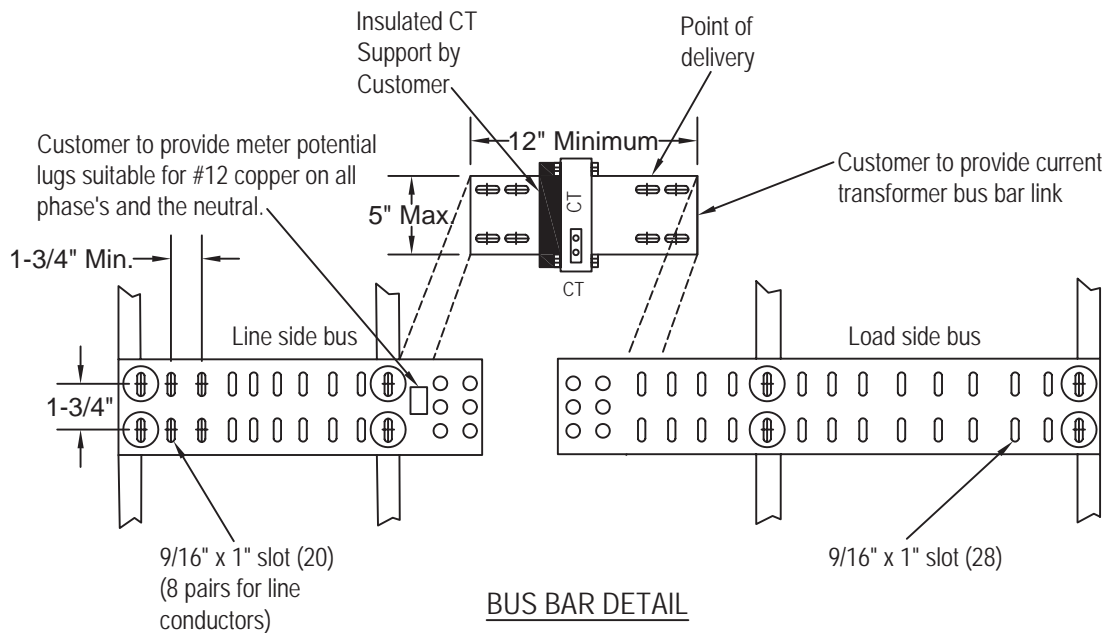 Insulated CT
Support by
Customer
Point of
delivery
12" Minimum
Customer to provide meter potential
lugs suitable for #12 copper on all
phase's and the neutral.
5" Max.
CT
CT
Customer to provide current
transformer bus bar link
1-3/4" Min.
Line side bus
Load side bus
1-3/4"
9/16" x 1" slot (20)
(8 pairs for line
conductors)
9/16" x 1" slot (28)
BUS BAR DETAIL